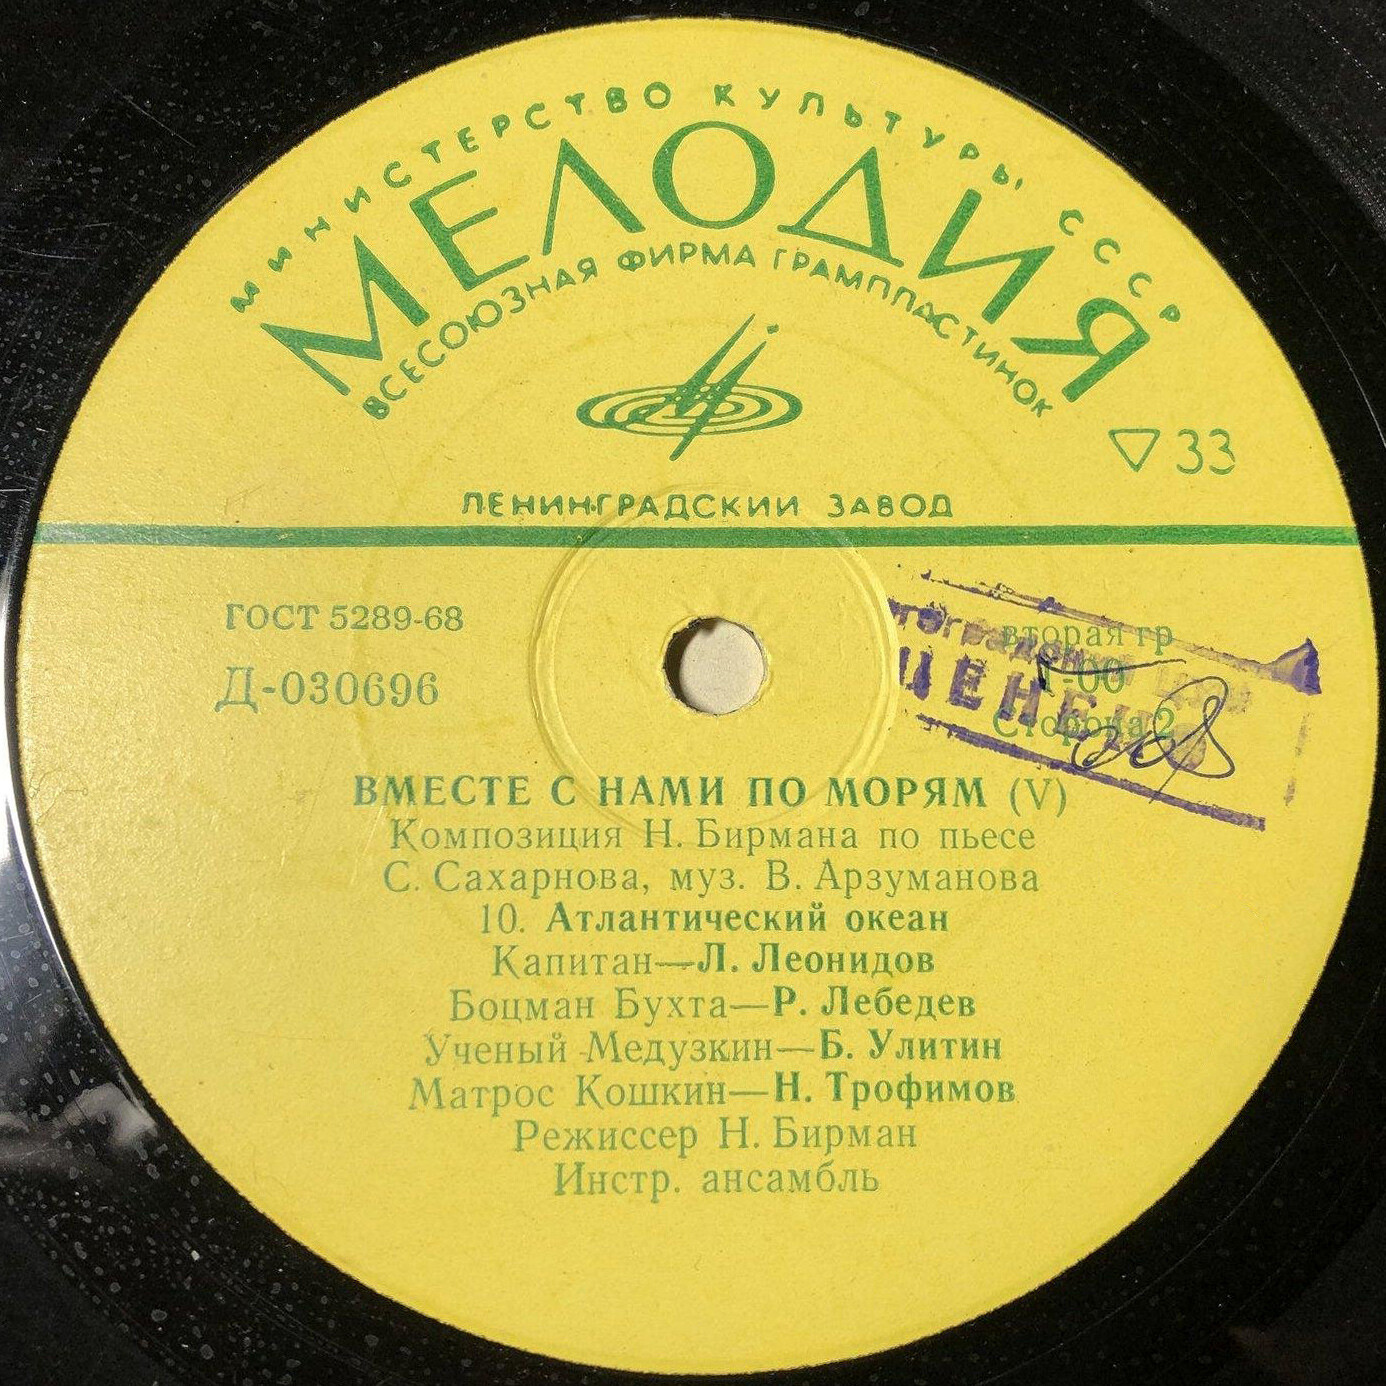 МИНИСТЕРСТВО КУЛЬТУРЫ СССР
МЕЛОДИЯ
ВСЕСОЮЗНАЯ ФИРМА ГРАМПЛАСТИНОК
33
ЛЕНИНГРАДСКИЙ ЗАВОД
ГОСТ 5289-68
Д-030696
вторая гр
1-00
Сторона 2
ВМЕСТЕ С НАМИ ПО МОРЯМ (V)
Композиция Н. Бирмана по пьесе
С. Сахарнова, муз. В. Арзуманова
10. Атлантический океан
Капитан—Л. Леонидов
Боцман Бухта—Р. Лебедев
Ученый Медузкин—Б. Улитин
Матрос Кошкин—Н. Трофимов
Режиссер Н. Бирман
Инстр. ансамбль